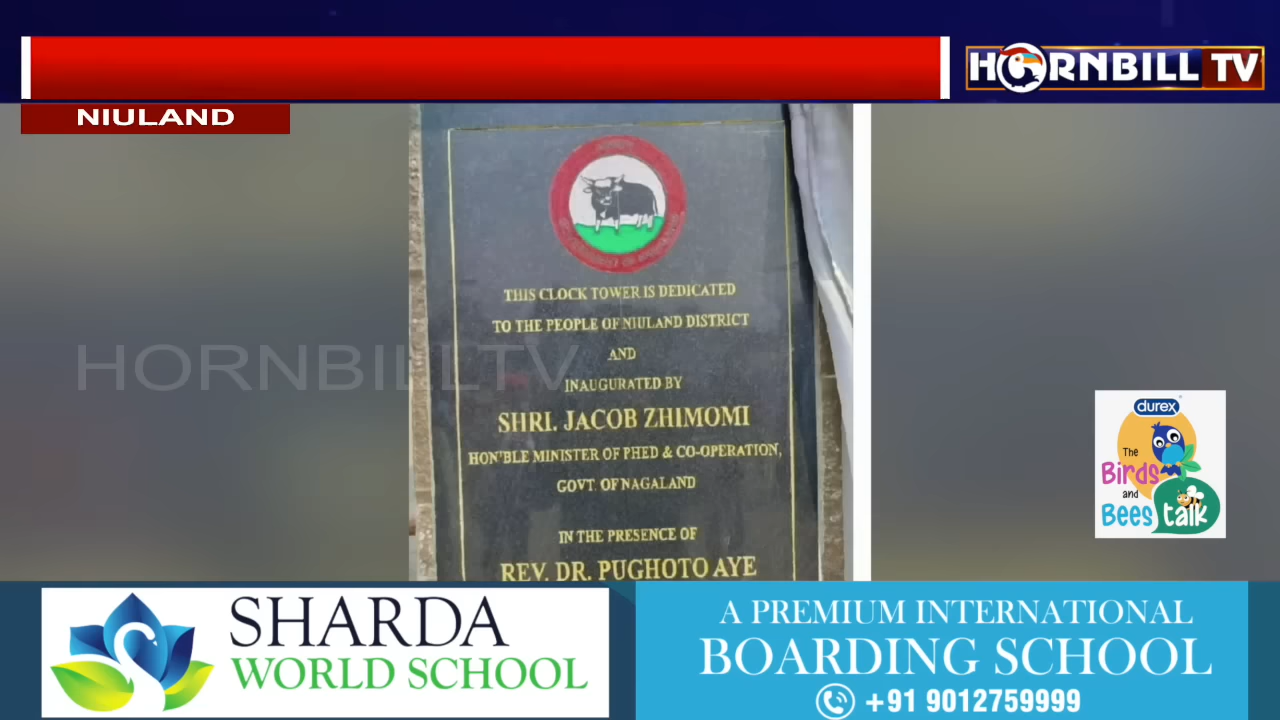 HORNBILL TV
NIULAND
THIS CLOCK TOWER IS DEDICATED
TO THE PEOPLE OF NIULAND DISTRICT
AND
INAUGURATED BY
SHRI. JACOB ZHIMOMI
HON'BLE MINISTER OF PHED & CO-OPERATION,
GOVT. OF NAGALAND
IN THE PRESENCE OF
REV. DR. PUGHOTO AYE
HORNBILLTV
durex
The
Birds
and
Bees talk
SHARDA
WORLD SCHOOL
A PREMIUM INTERNATIONAL
BOARDING SCHOOL
+91 9012759999